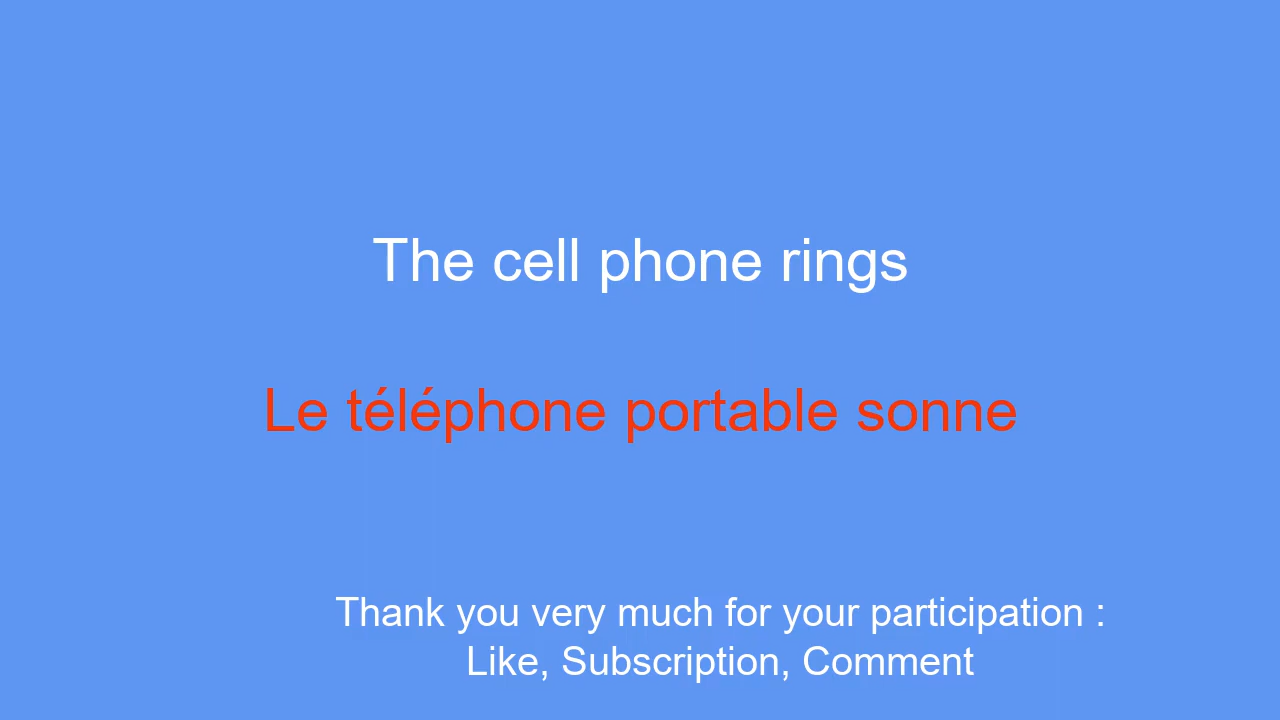 The cell phone rings
Le téléphone portable sonne
Thank you very much for your participation :
Like, Subscription, Comment